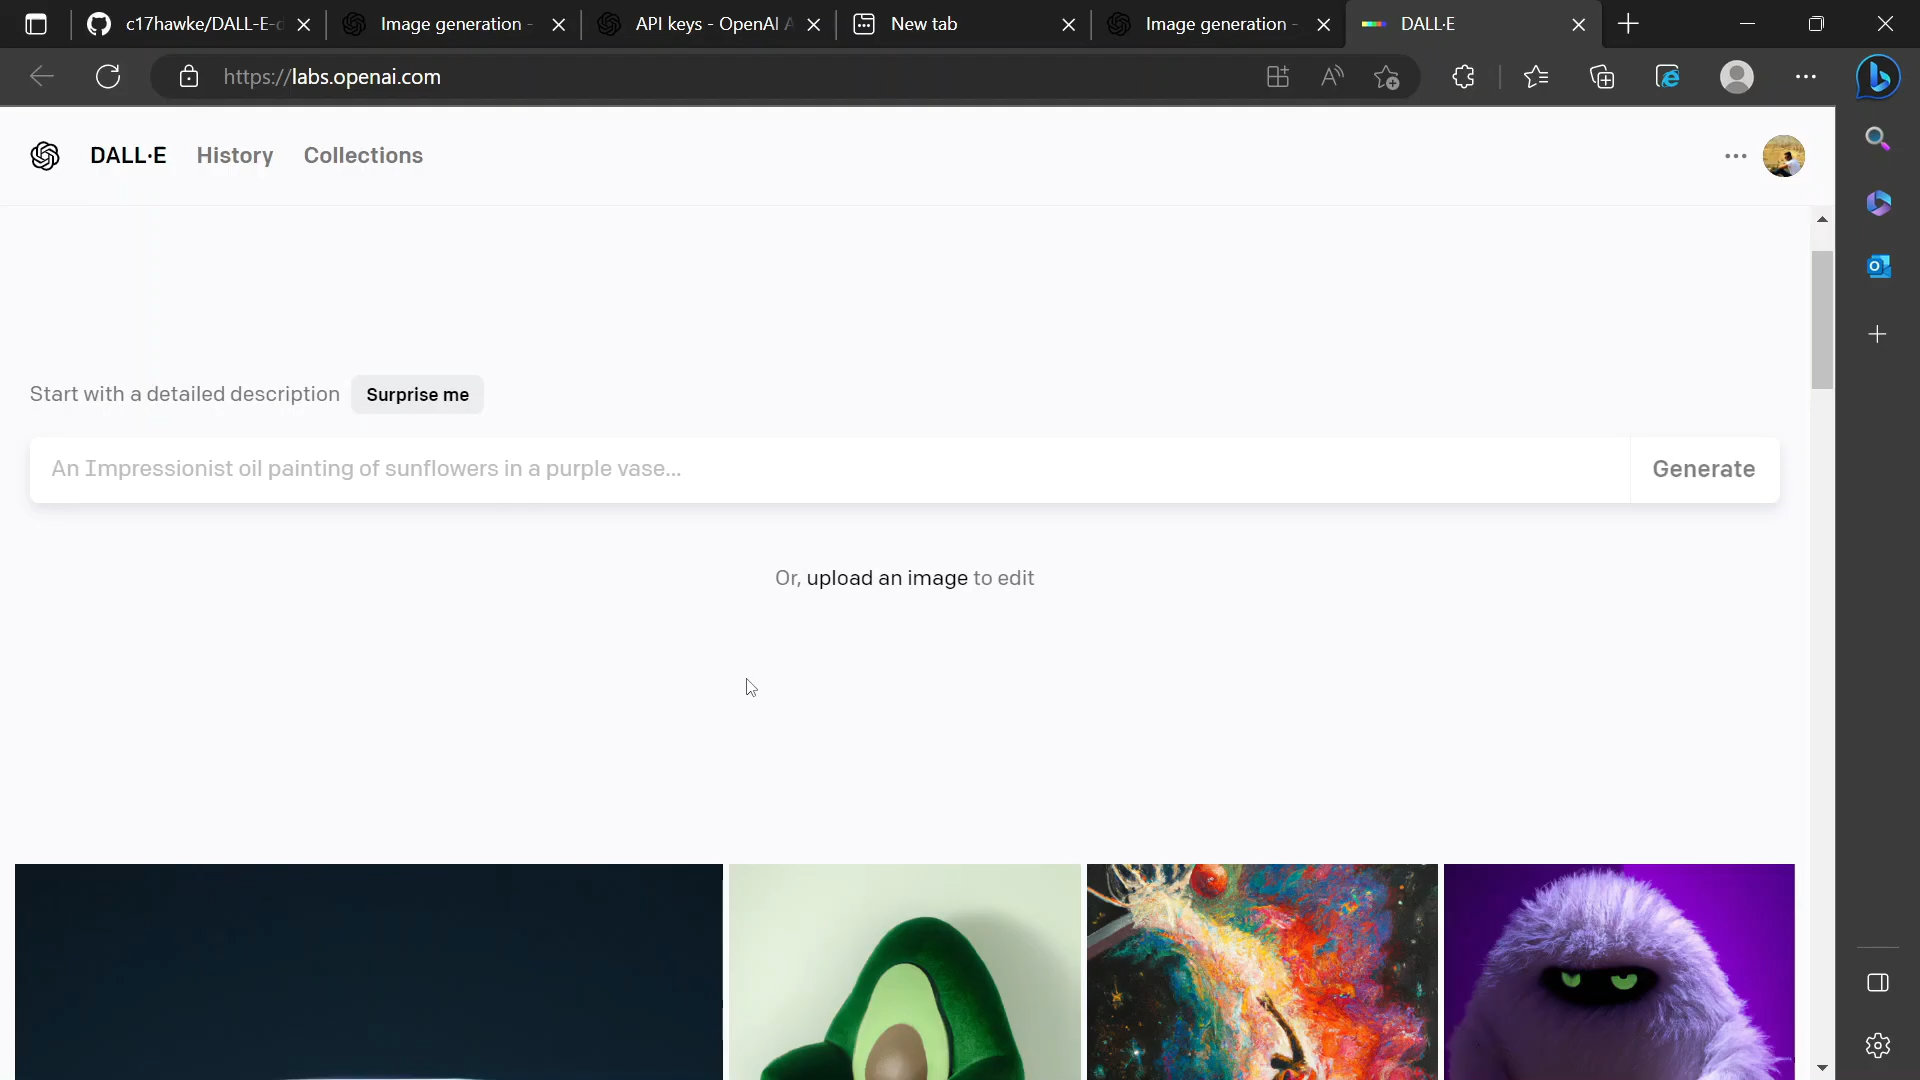 c17hawke/DALL-E-
Image generation -
API keys - OpenAI A
New tab
Image generation -
DALL·E
https://labs.openai.com
DALL·E
History
Collections
Start with a detailed description
Surprise me
An Impressionist oil painting of sunflowers in a purple vase...
Generate
Or, upload an image to edit